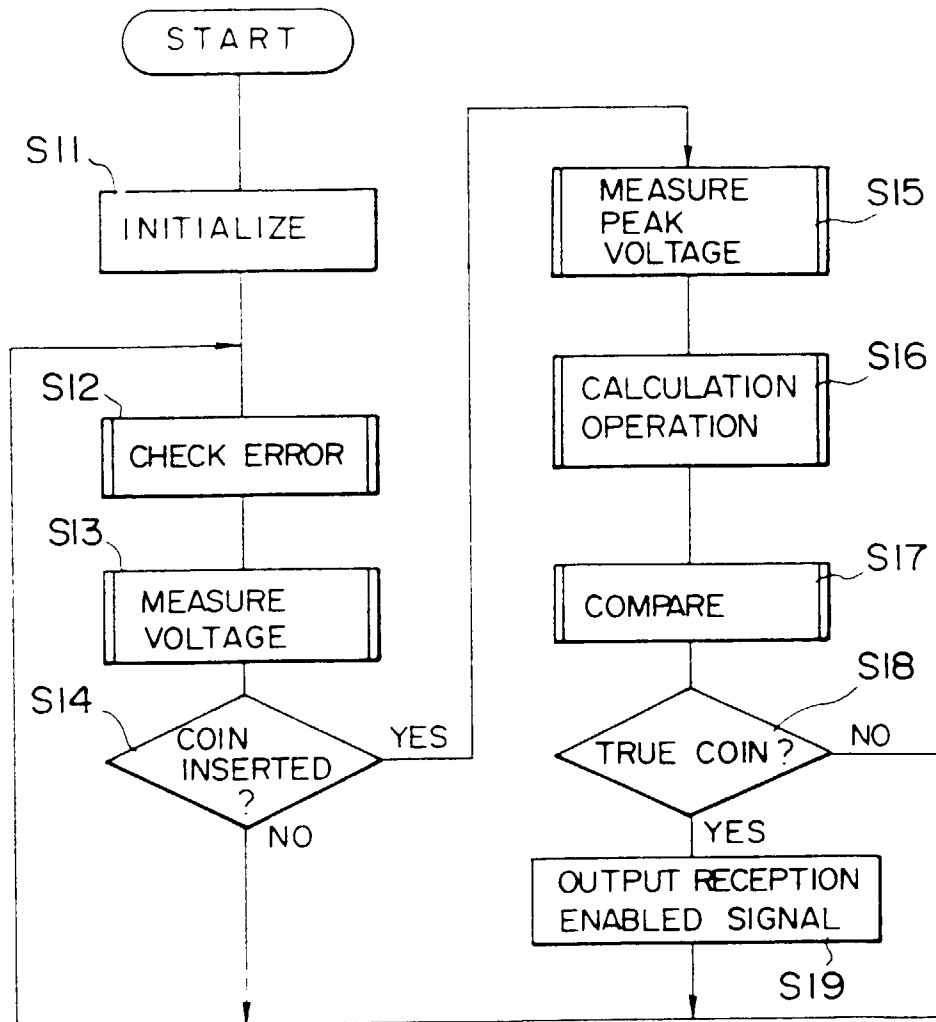 START
S11
INITIALIZE
S12
CHECK ERROR
S13
MEASURE
VOLTAGE
S14
COIN
INSERTED
?
YES
NO
MEASURE
PEAK
VOLTAGE
S15
CALCULATION
OPERATION
S16
COMPARE
S17
S18
TRUE COIN?
NO
YES
OUTPUT RECEPTION
ENABLED SIGNAL
S19